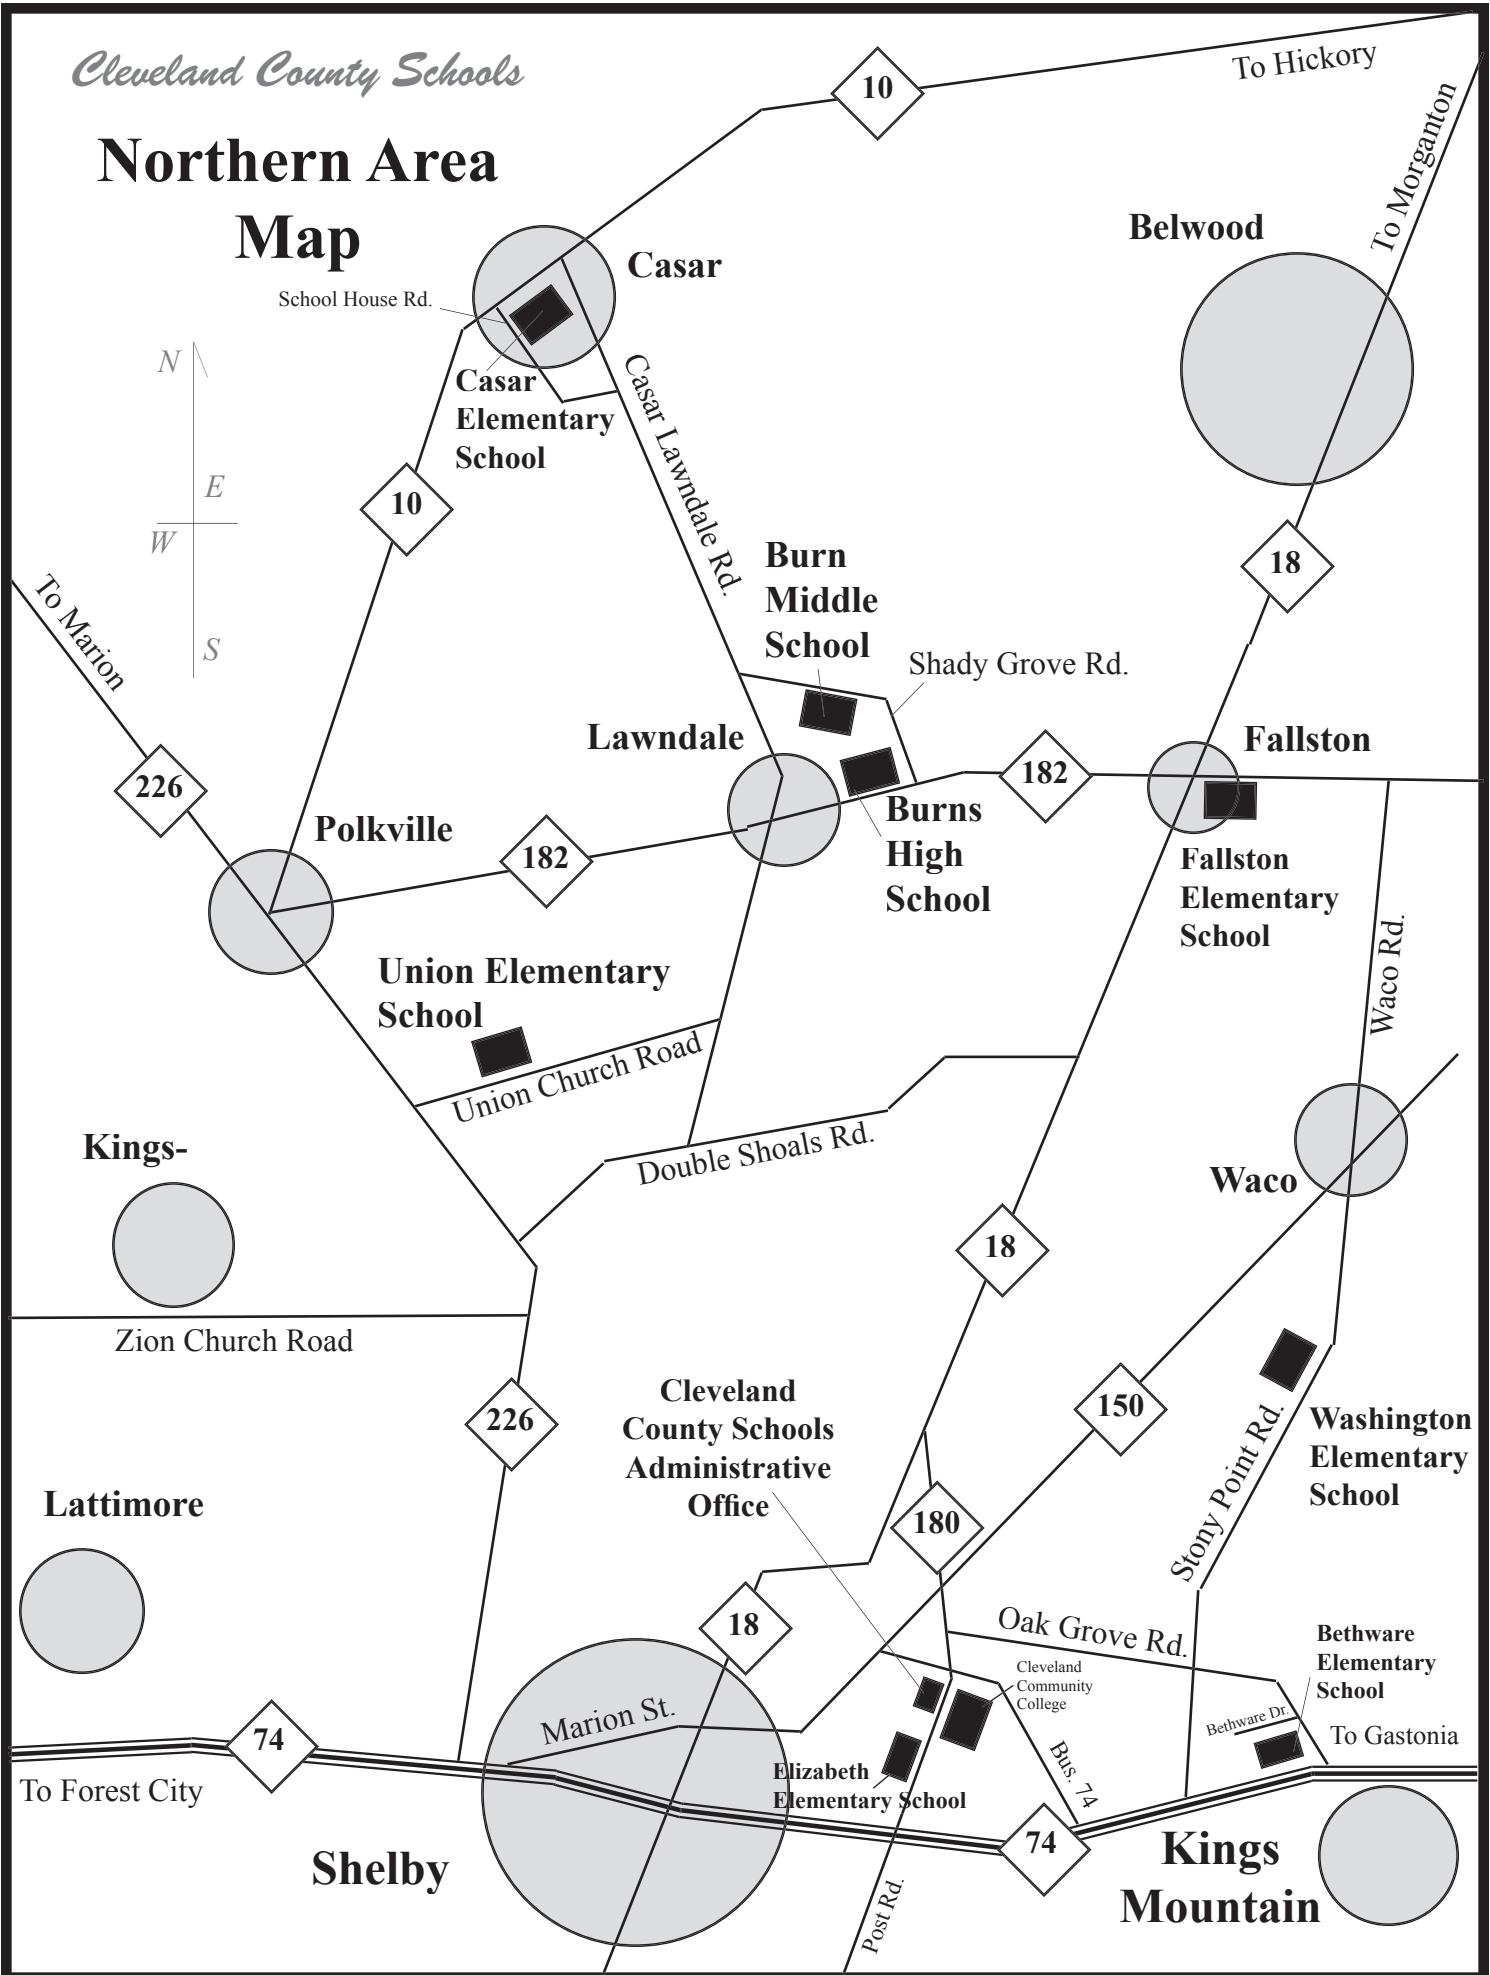 Cleveland County Schools
Northern Area
Map
10
To Hickory
To Morganton
Belwood
Casar
School House Rd.
N
E
W
S
Casar
Elementary
School
Casar Lawndale Rd.
10
18
To Marion
Burn
Middle
School
Shady Grove Rd.
Lawndale
Fallston
182
226
Polkville
182
Burns
High
School
Fallston
Elementary
School
Waco Rd.
Union Elementary
School
Union Church Road
Kings-
Double Shoals Rd.
Waco
18
Zion Church Road
Cleveland
County Schools
Administrative
Office
226
150
Washington
Elementary
School
Stony Point Rd.
Lattimore
180
18
Oak Grove Rd.
Bethware
Elementary
School
Cleveland
Community
College
Marion St.
Bethware Dr.
To Gastonia
74
To Forest City
Elizabeth
Elementary School
Bus. 74
Shelby
74
Kings
Mountain
Post Rd.